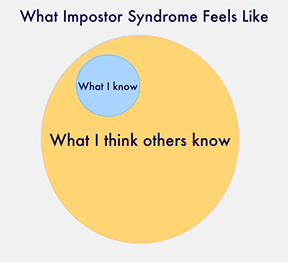 What Impostor Syndrome Feels Like
What I know
What I think others know